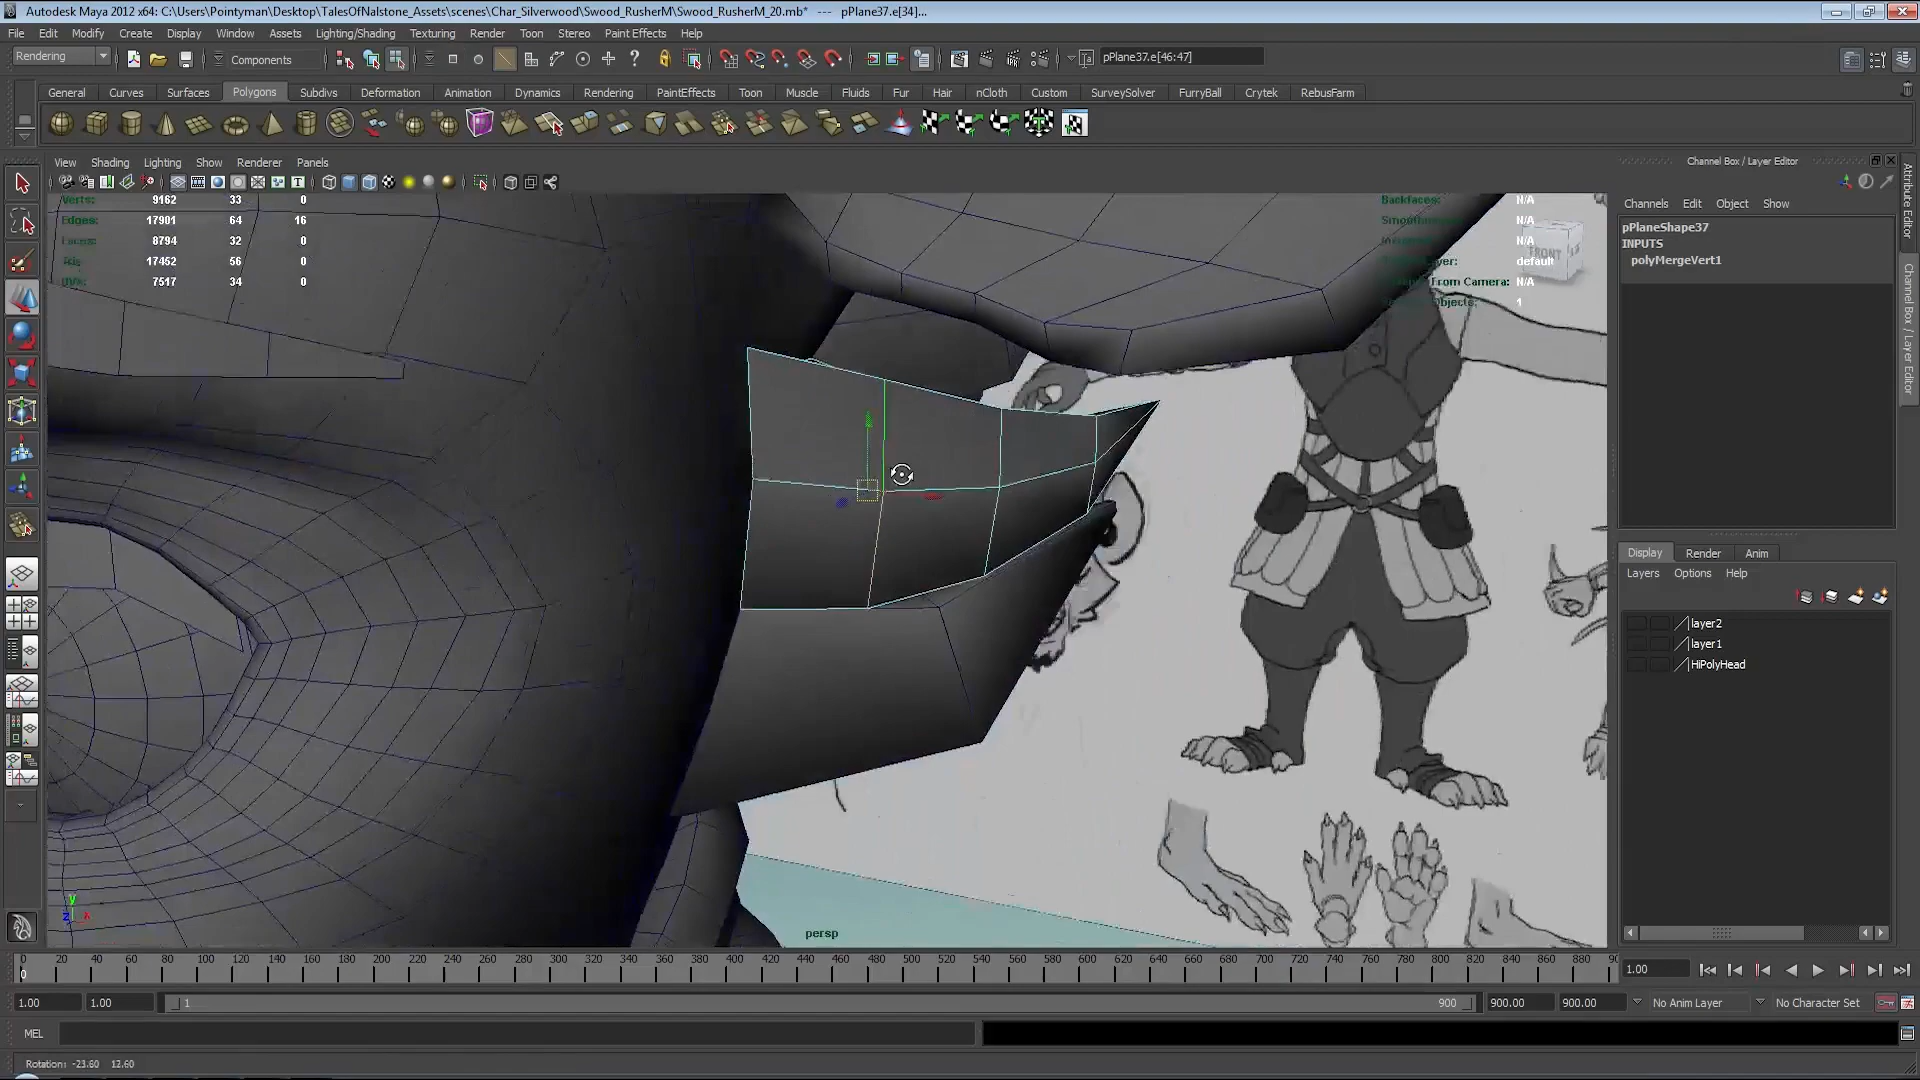 Autodesk Maya 2012 x64: C:\Users\Pointyman\Desktop\TalesOfNalstone_Assets\scenes\Char_Silverwood\Swood_RusherM\Swood_RusherM_20.mb* --- pPlane37.e[34]...
File Edit Modify Create Display Window Assets Lighting/Shading Texturing Render Toon Stereo Paint Effects Help
Rendering Components pPlane37.e[46:47]
General Curves Surfaces Polygons Subdivs Deformation Animation Dynamics Rendering PaintEffects Toon Muscle Fluids Fur Hair nCloth Custom SurveySolver FurryBall Crytek RebusFarm
View Shading Lighting Show Renderer Panels
Channel Box / Layer Editor
Verts: 9162 33 0
Edges: 17901 64 16
Faces: 8794 32 0
Tris: 17452 56 0
UVs: 7517 34 0
Backfaces: N/A
N/A
N/A
default
From Camera: N/A
1
FRONT
Channels Edit Object Show
pPlaneShape37
INPUTS
polyMergeVert1
Attribute Editor
Channel Box / Layer Editor
Display Render Anim
Layers Options Help
layer2
layer1
HiPolyHead
persp
0 20 40 60 80 100 120 140 160 180 200 220 240 260 280 300 320 340 360 380 400 420 440 460 480 500 520 540 560 580 600 620 640 660 680 700 720 740 760 780 800 820 840 860 880 90
0
1.00
1.00 1.00 1 900 900.00 900.00 No Anim Layer No Character Set
MEL
Rotation: -23.60 12.60